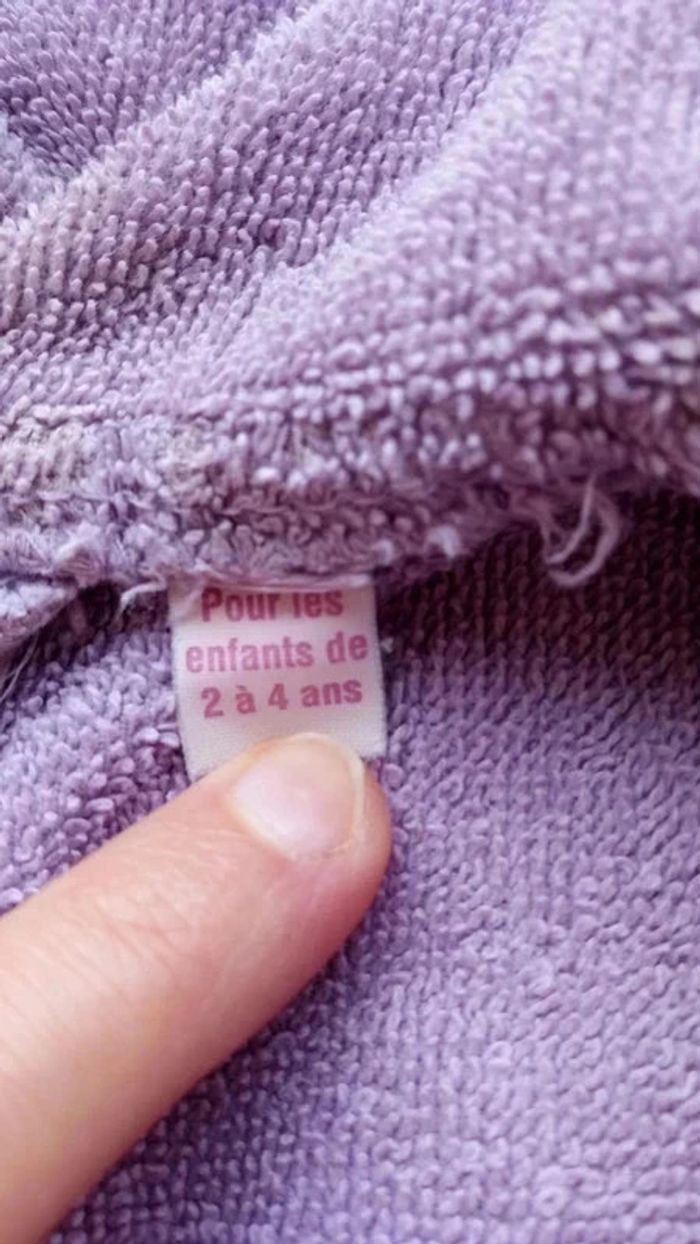 Pour les
enfants de
2 à 4 ans